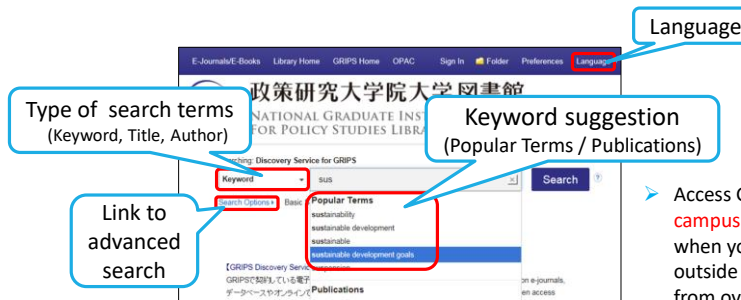 Language
E-Journals/E-Books Library Home GRIPS Home OPAC Sign In Folder Preferences Language
政策研究大学院大学図書館
NATIONAL GRADUATE INST
FOR POLICY STUDIES LIBRA
Type of search terms
(Keyword, Title, Author)
Keyword suggestion
(Popular Terms / Publications)
Searching: Discovery Service for GRIPS
Keyword sus Search
Search Options Basic
Popular Terms
sustainability
sustainable development
sustainable
sustainable development goals
Link to
advanced
search
Access
campus
when you
outside
from
【GRIPS Discovery Servic
GRIPSで契約している電子 on e-journals,
データベースやオンラインで en access
Publications